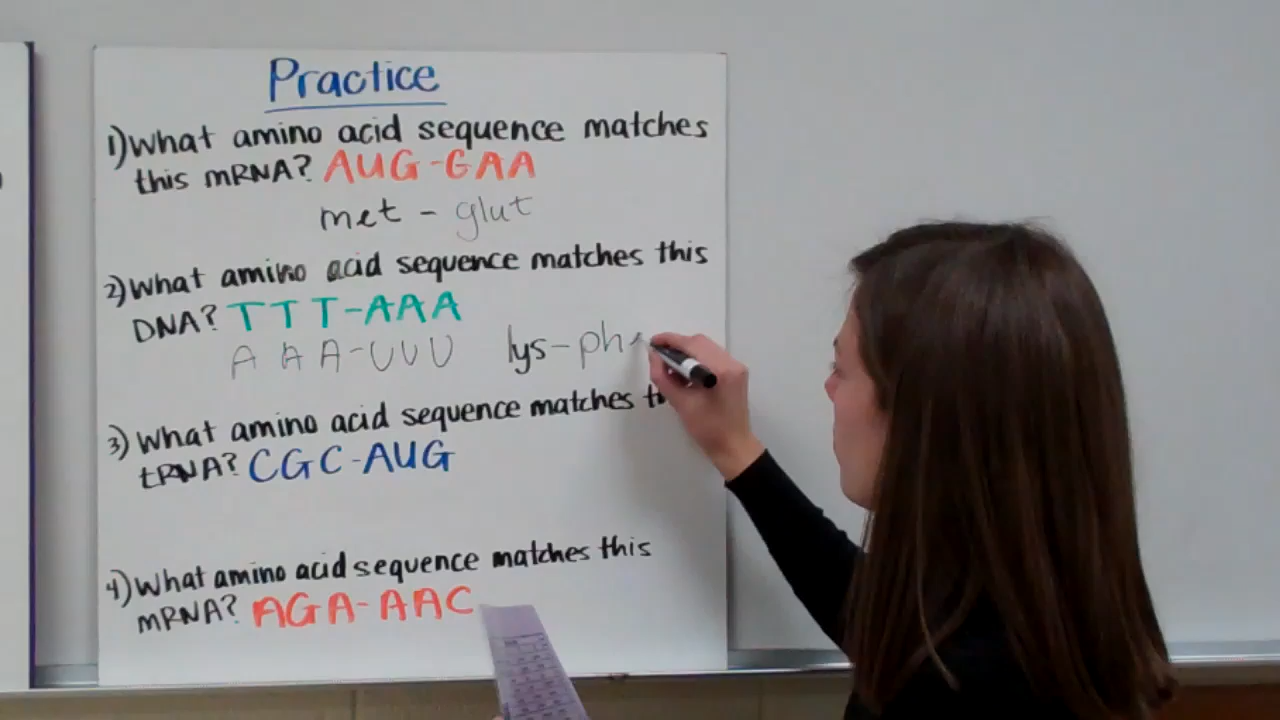 Practice
1) What amino acid sequence matches
this mRNA? AUG-GAA
met - glut
2) What amino acid sequence matches this
DNA? TTT-AAA
AAA-UUU lys-phe
3) What amino acid sequence matches
tRNA? CGC-AUG
4) What amino acid sequence matches this
mRNA? AGA-AAC